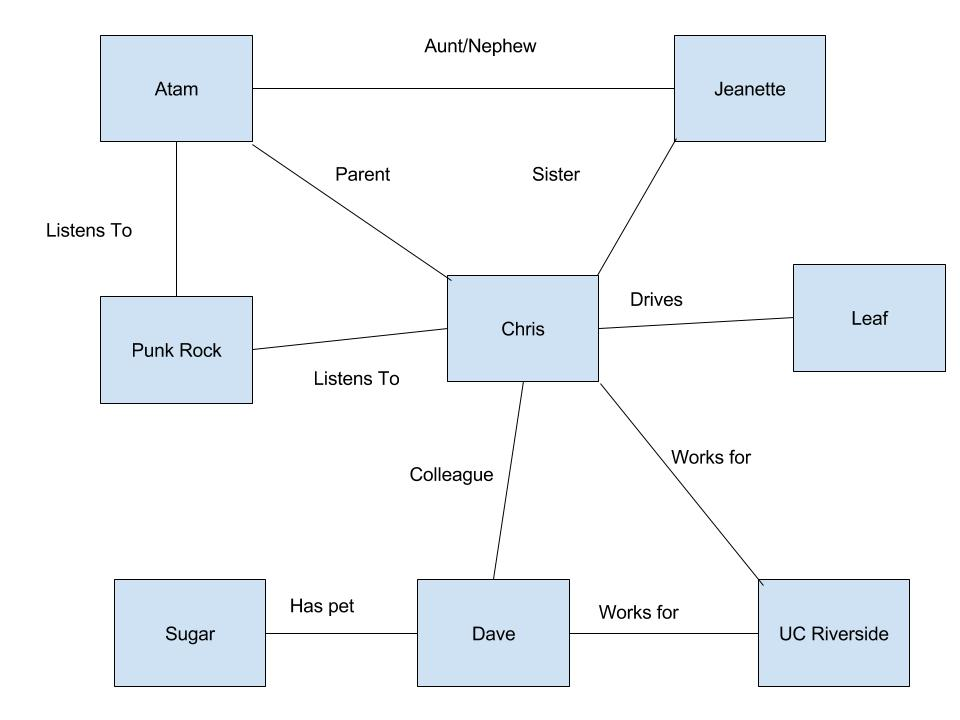 Aunt/Nephew
Atam
Jeanette
Parent
Sister
Listens To
Drives
Leaf
Chris
Punk Rock
Listens To
Works for
Colleague
Has pet
Works for
Sugar
Dave
UC Riverside